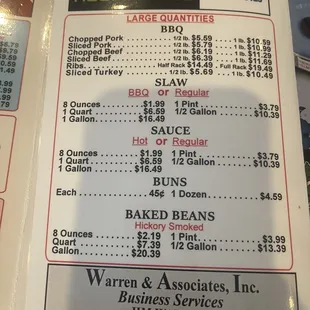 LARGE QUANTITIES
BBQ
Chopped Pork 1/2 lb. $5.59 1 lb. $10.59
Sliced Pork 1/2 lb. $5.79 1 lb. $10.99
Chopped Beef 1/2 lb. $6.19 1 lb. $11.29
Sliced Beef 1/2 lb. $6.39 1 lb. $11.69
Ribs Half Rack $14.49 Full Rack $19.49
Sliced Turkey 1/2 lb. $5.69 1 lb. $10.49
SLAW
BBQ or Regular
8 Ounces $1.99 1 Pint $3.79
1 Quart $6.59 1/2 Gallon $10.39
1 Gallon $16.49
SAUCE
Hot or Regular
8 Ounces $1.99 1 Pint $3.79
1 Quart $6.59 1/2 Gallon $10.39
1 Gallon $16.49
BUNS
Each 45¢ 1 Dozen $4.59
BAKED BEANS
Hickory Smoked
8 Ounces $2.19 1 Pint $3.99
Quart $7.39 1/2 Gallon $13.39
Gallon $20.39
Warren & Associates, Inc.
Business Services